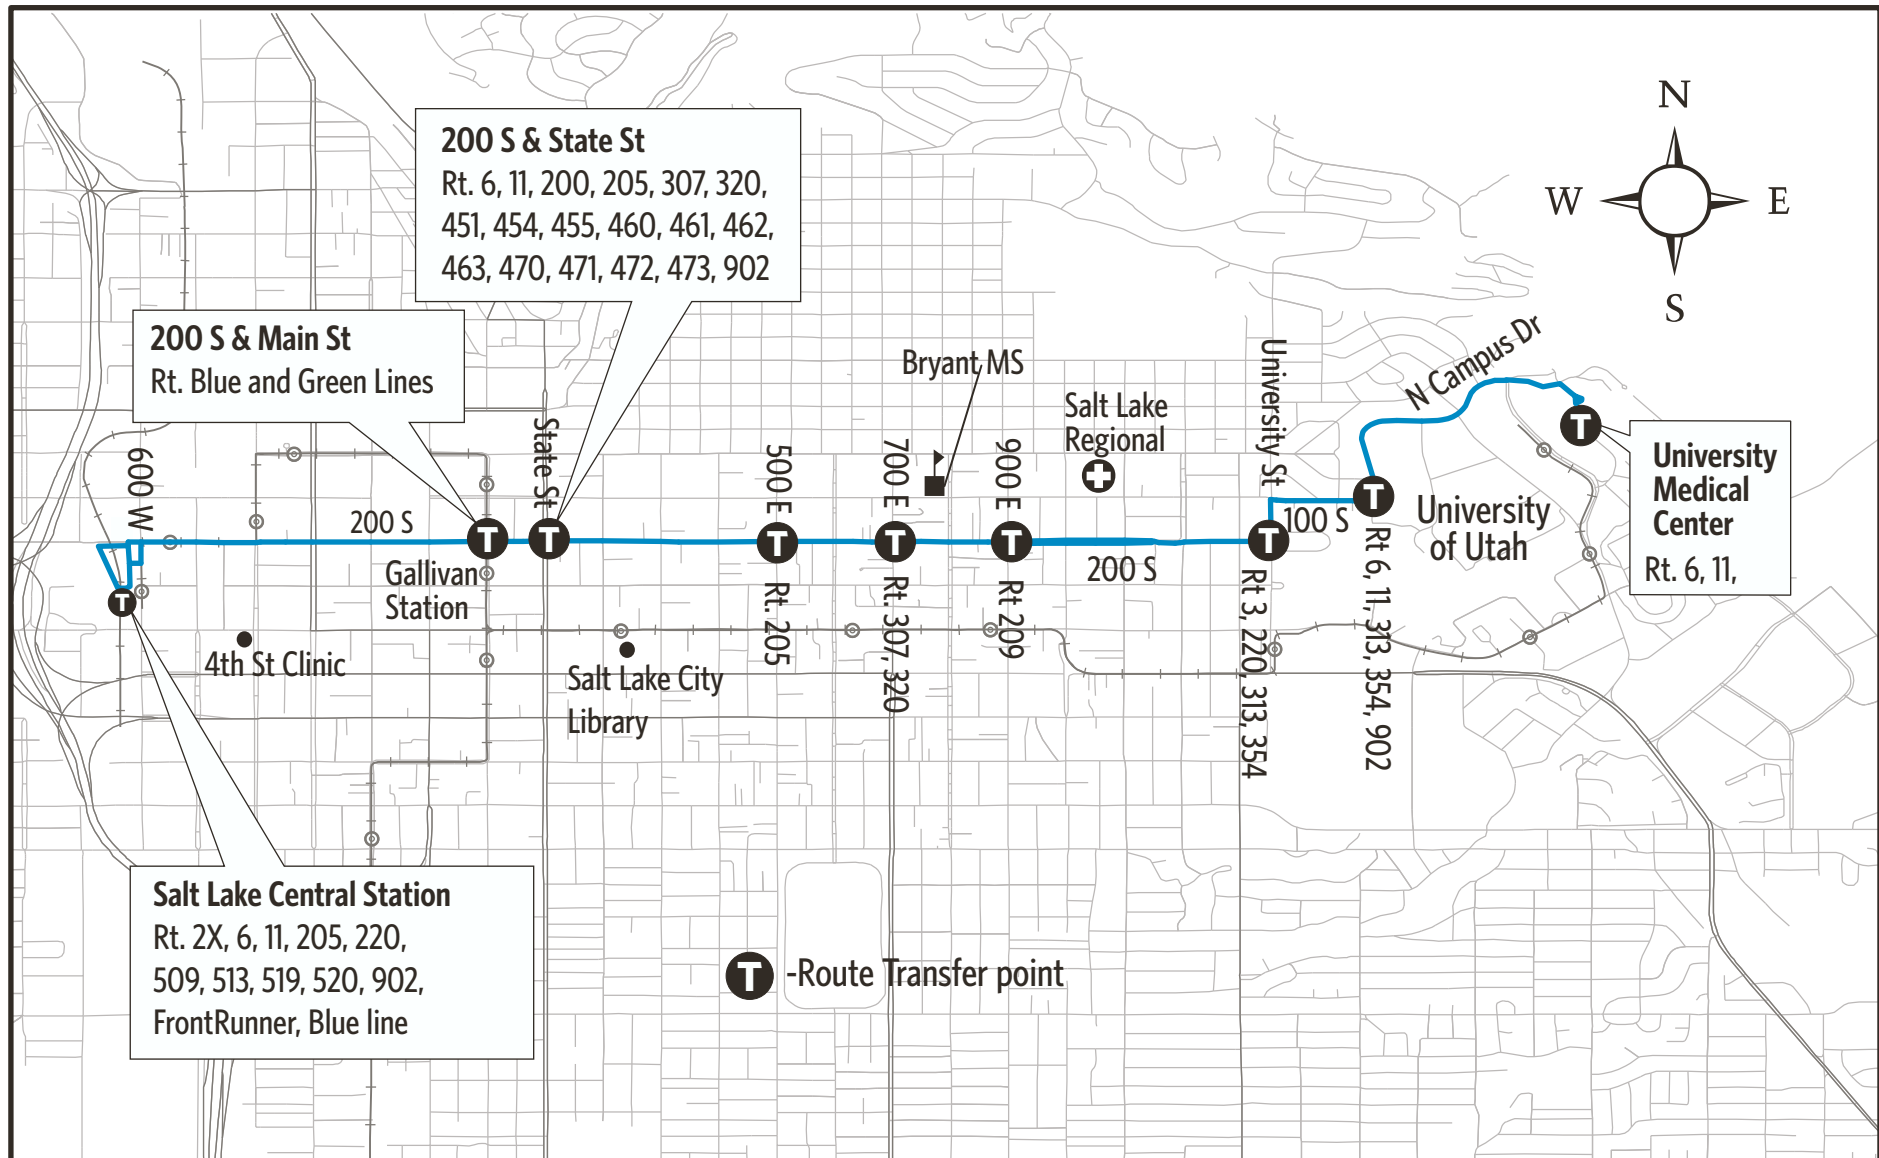 N
W
E
S
200 S & State St
Rt. 6, 11, 200, 205, 307, 320,
451, 454, 455, 460, 461, 462,
463, 470, 471, 472, 473, 902
200 S & Main St
Rt. Blue and Green Lines
Bryant MS
Salt Lake
Regional
University St
N Campus Dr
600 W
State St
500 E
700 E
900 E
200 S
T
T
T
T
T
T
T
T
T
100 S
University
of Utah
University
Medical
Center
Rt. 6, 11,
Gallivan
Station
200 S
Rt. 205
Rt. 307, 320
Rt 209
Rt 3, 220, 313, 354
Rt 6, 11, 313, 354, 902
4th St Clinic
Salt Lake City
Library
Salt Lake Central Station
Rt. 2X, 6, 11, 205, 220,
509, 513, 519, 520, 902,
FrontRunner, Blue line
T -Route Transfer point